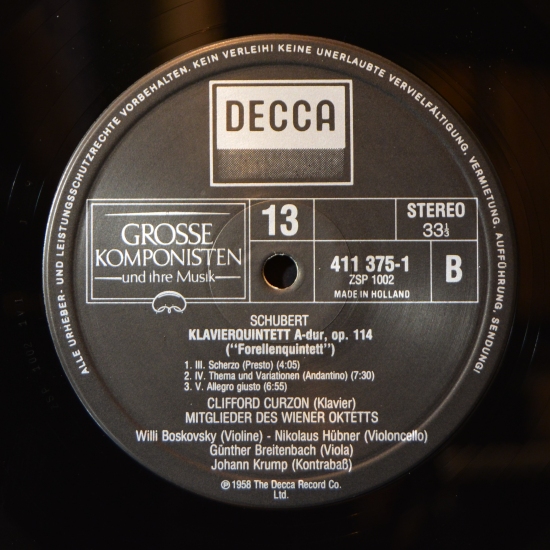 ALLE URHEBER- UND LEISTUNGSSCHUTZRECHTE VORBEHALTEN. KEIN VERLEIH! KEINE UNERLAUBTE VERVIELFÄLTIGUNG, VERMIETUNG, AUFFÜHRUNG, SENDUNG!
DECCA
GROSSE
KOMPONISTEN
und ihre Musik
13
STEREO
33⅓
411 375-1
ZSP 1002
MADE IN HOLLAND
B
SCHUBERT
KLAVIERQUINTETT A-dur, op. 114
("Forellenquintett")
1. III. Scherzo (Presto) (4:05)
2. IV. Thema und Variationen (Andantino) (7:30)
3. V. Allegro giusto (6:55)
CLIFFORD CURZON (Klavier)
MITGLIEDER DES WIENER OKTETTS
Willi Boskovsky (Violine) - Nikolaus Hübner (Violoncello)
Günther Breitenbach (Viola)
Johann Krump (Kontrabaß)
℗ 1958 The Decca Record Co.
Ltd.